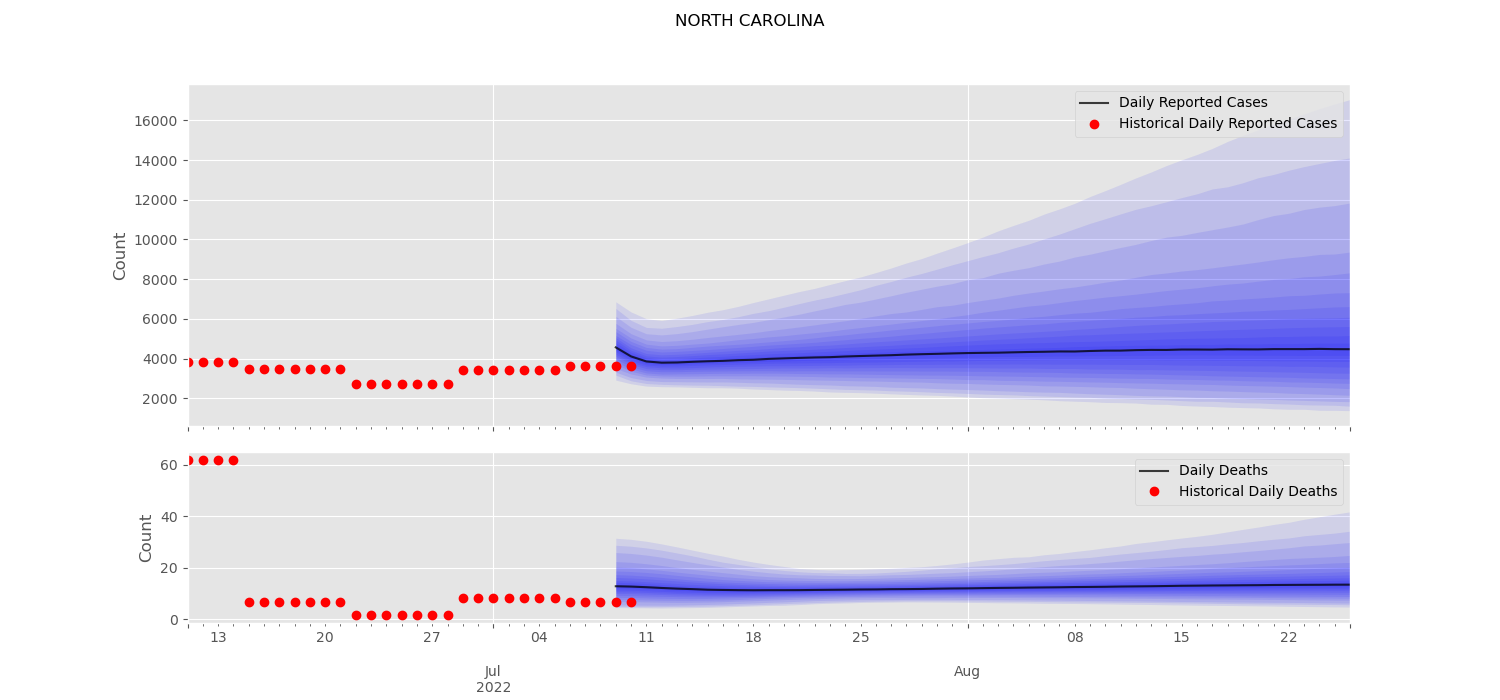 NORTH CAROLINA
Daily Reported Cases
Historical Daily Reported Cases
16000
14000
12000
10000
8000
6000
4000
2000
Count
Daily Deaths
Historical Daily Deaths
60
40
20
0
Count
13 20 27 04 11 18 25 08 15 22
Jul Aug
2022